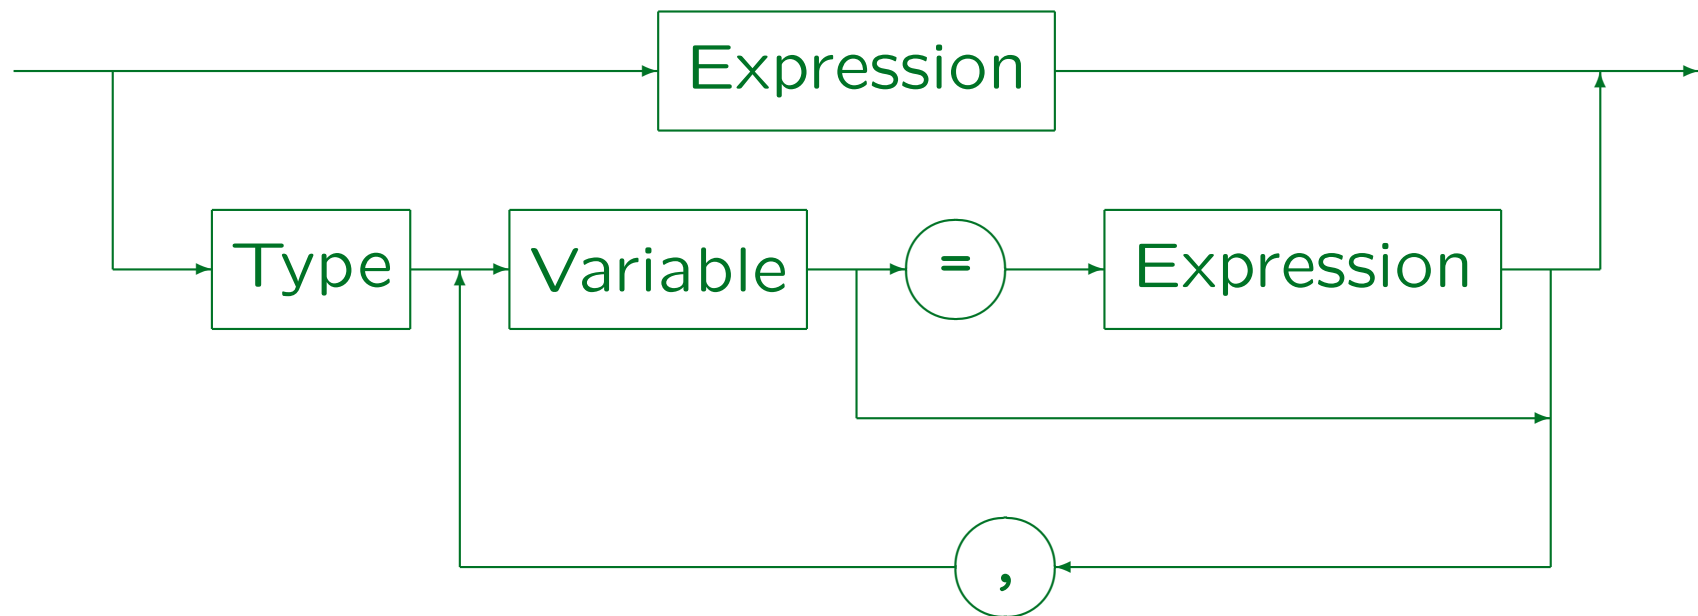 Expression
Type Variable = Expression
,